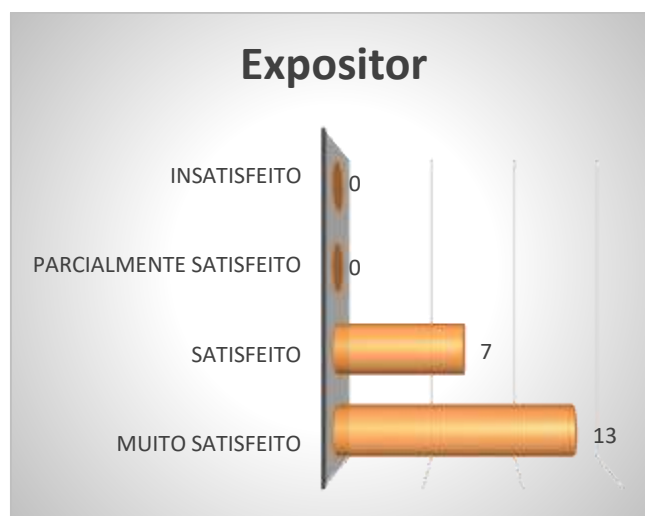 Expositor
INSATISFEITO 0
PARCIALMENTE SATISFEITO 0
SATISFEITO 7
MUITO SATISFEITO 13